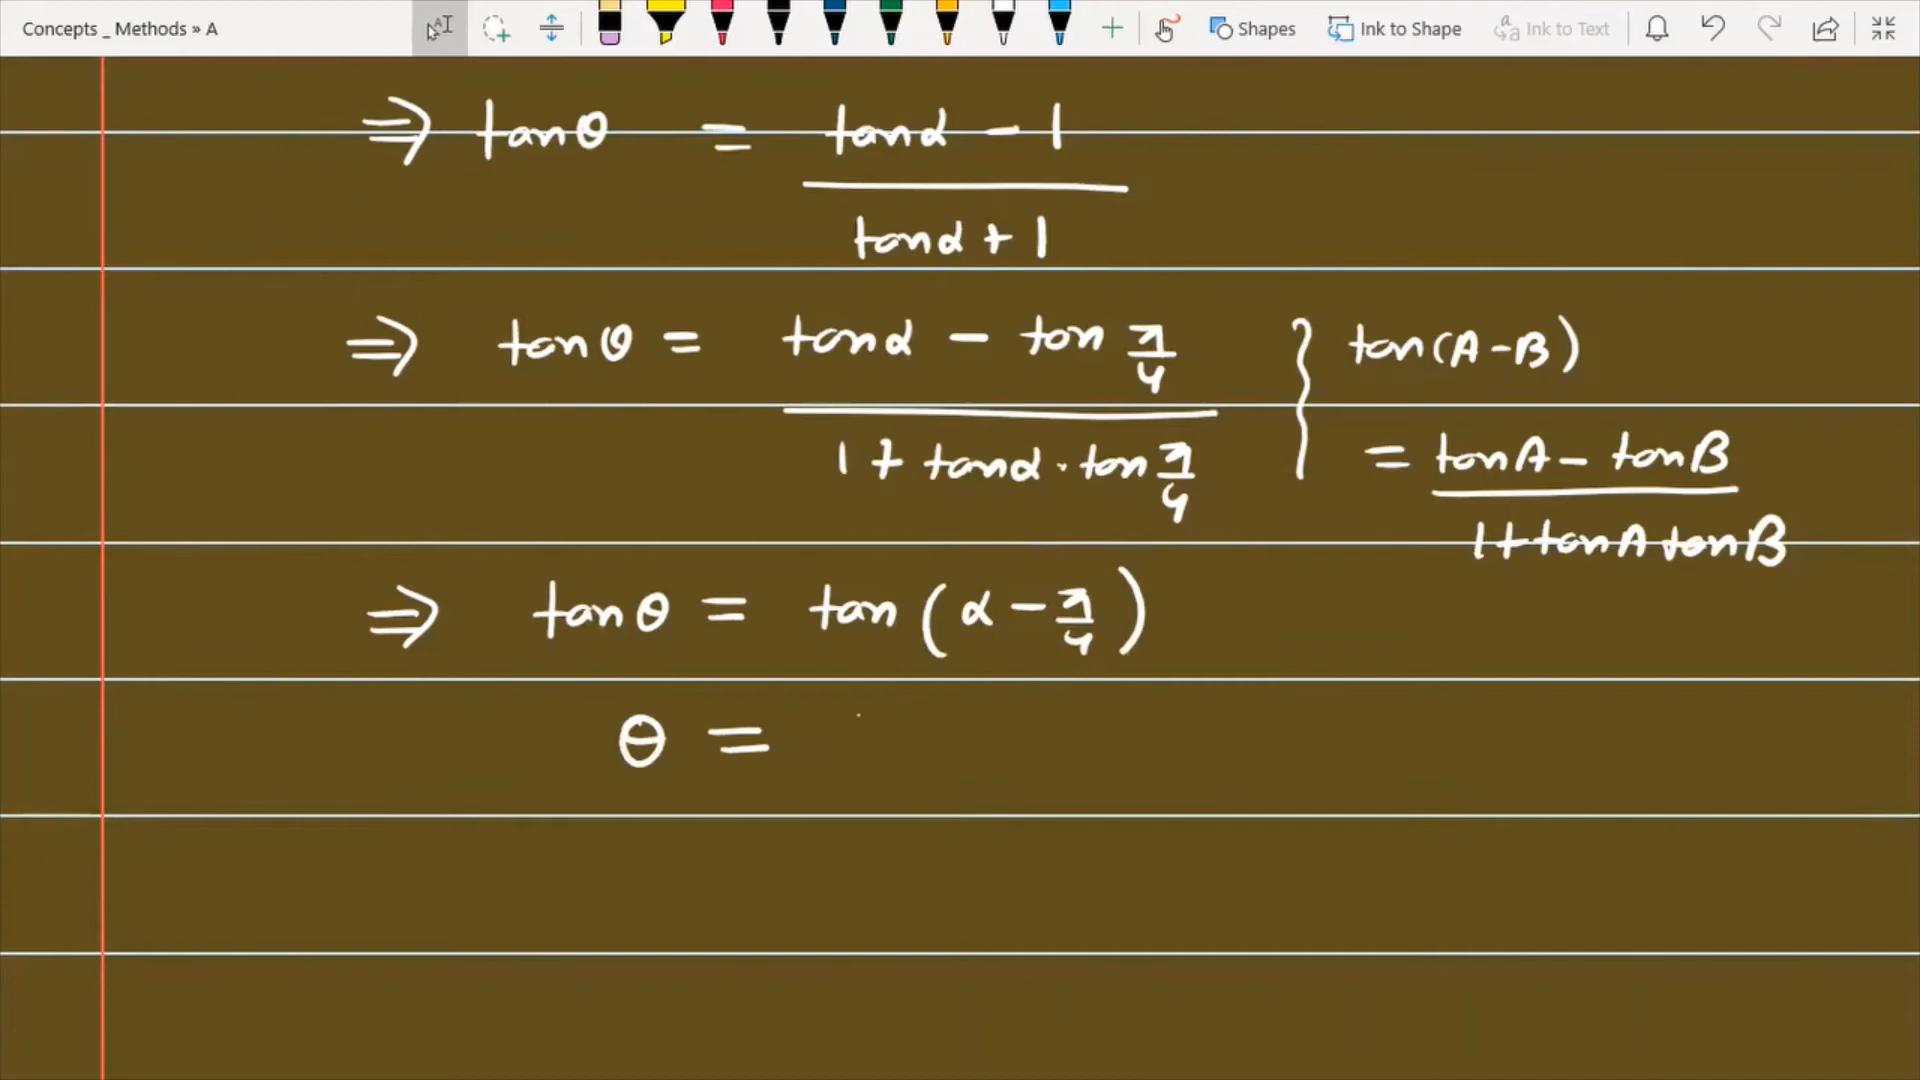 Concepts _ Methods » A
Shapes Ink to Shape Ink to Text
⇒ tanθ = tanα - 1
tanα + 1
⇒ tanθ = tanα - tan π/4
1 + tanα · tan π/4
tan(A-B)
= tanA - tanB
1 + tanA tanB
⇒ tanθ = tan (α - π/4)
θ =